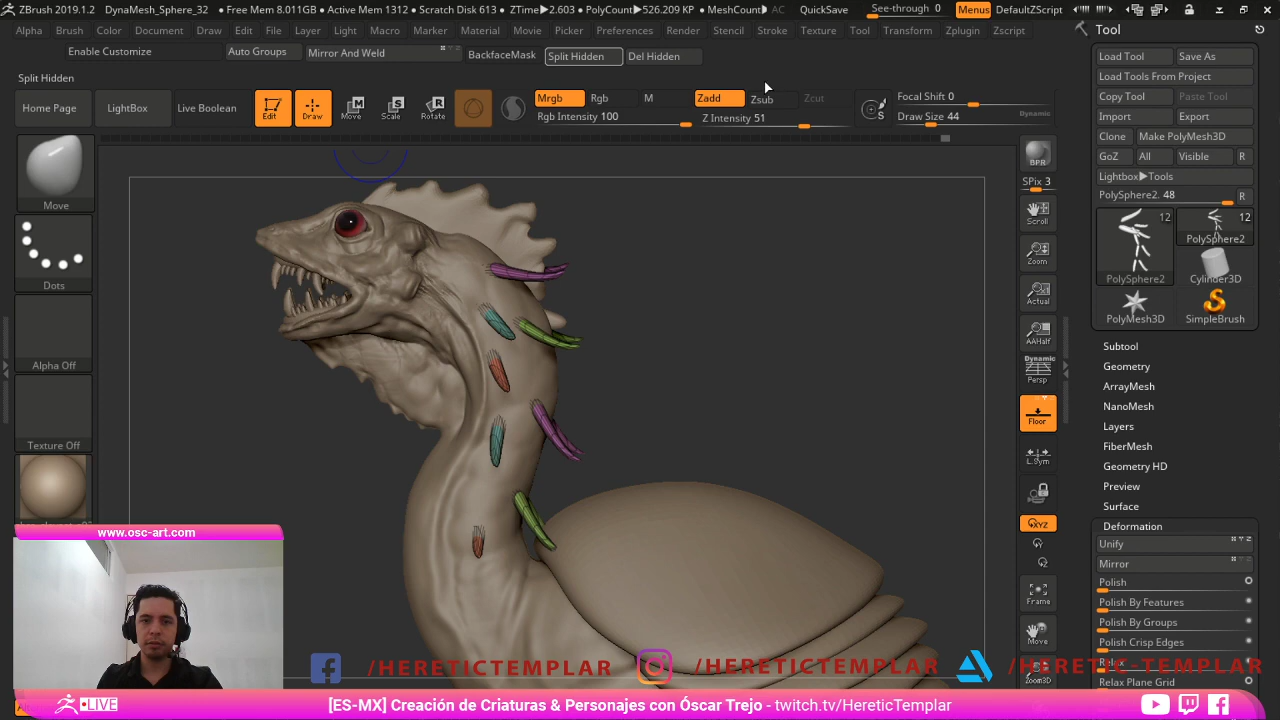 ZBrush 2019.1.2 DynaMesh_Sphere_32 • Free Memory 8.011GB • Active Memory 1312 • Scratch Disk 613 • ZTime▶2.603 • PolyCount▶526.209 KP • MeshCount▶ AC QuickSave See-through 0 Menus DefaultZScript
Alpha Brush Color Document Draw Edit File Layer Light Macro Marker Material Movie Picker Preferences Render Stencil Stroke Texture Tool Transform Zplugin Zscript
Enable Customize Auto Groups Mirror And Weld BackfaceMask Split Hidden Del Hidden
Split Hidden
Home Page LightBox Live Boolean Edit Draw Move Scale Rotate
Mrgb Rgb M Zadd Zsub Zcut
Rgb Intensity 100 Z Intensity 51
Focal Shift 0
Draw Size 44 Dynamic
Move
Dots
Alpha Off
Texture Off
BPR
SPix 3
Scroll
Zoom
Actual
AAHalf
Dynamic
Persp
Floor
L.Sym
XYZ
Frame
Move
Zoom3D
Tool
Load Tool Save As
Load Tools From Project
Copy Tool Paste Tool
Import Export
Clone Make PolyMesh3D
GoZ All Visible R
Lightbox▶Tools
PolySphere2. 48 R
12 12
PolySphere2
PolySphere2 Cylinder3D
PolyMesh3D SimpleBrush
Subtool
Geometry
ArrayMesh
NanoMesh
Layers
FiberMesh
Geometry HD
Preview
Surface
Deformation
Unify
Mirror
Polish
Polish By Features
Polish By Groups
Polish Crisp Edges
Relax
Relax Plane Grid
www.osc-art.com
/HERETICTEMPLAR /HERETICTEMPLAR /HERETIC-TEMPLAR
LIVE [ES-MX] Creación de Criaturas & Personajes con Óscar Trejo - twitch.tv/HereticTemplar